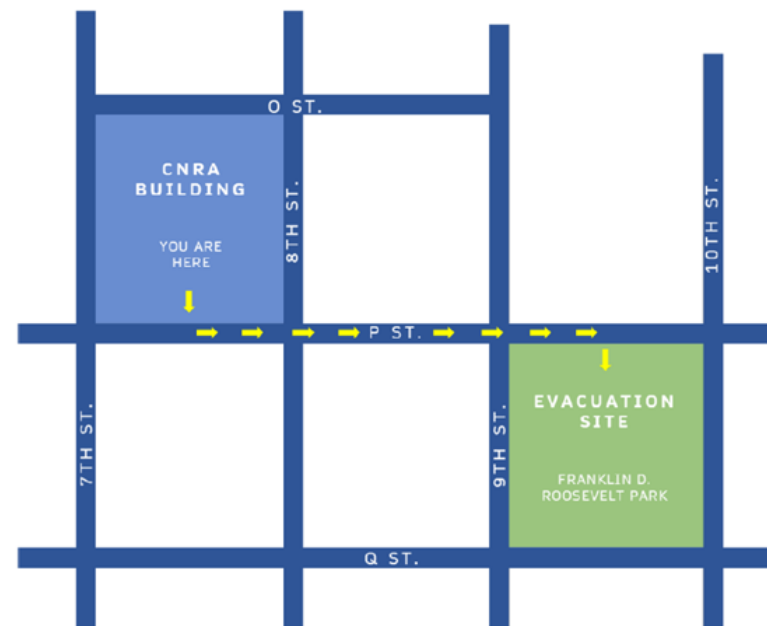 O ST.
CNRA
BUILDING
YOU ARE
HERE
8TH ST.
10TH ST.
P ST.
7TH ST.
9TH ST.
EVACUATION
SITE
FRANKLIN D.
ROOSEVELT PARK
Q ST.